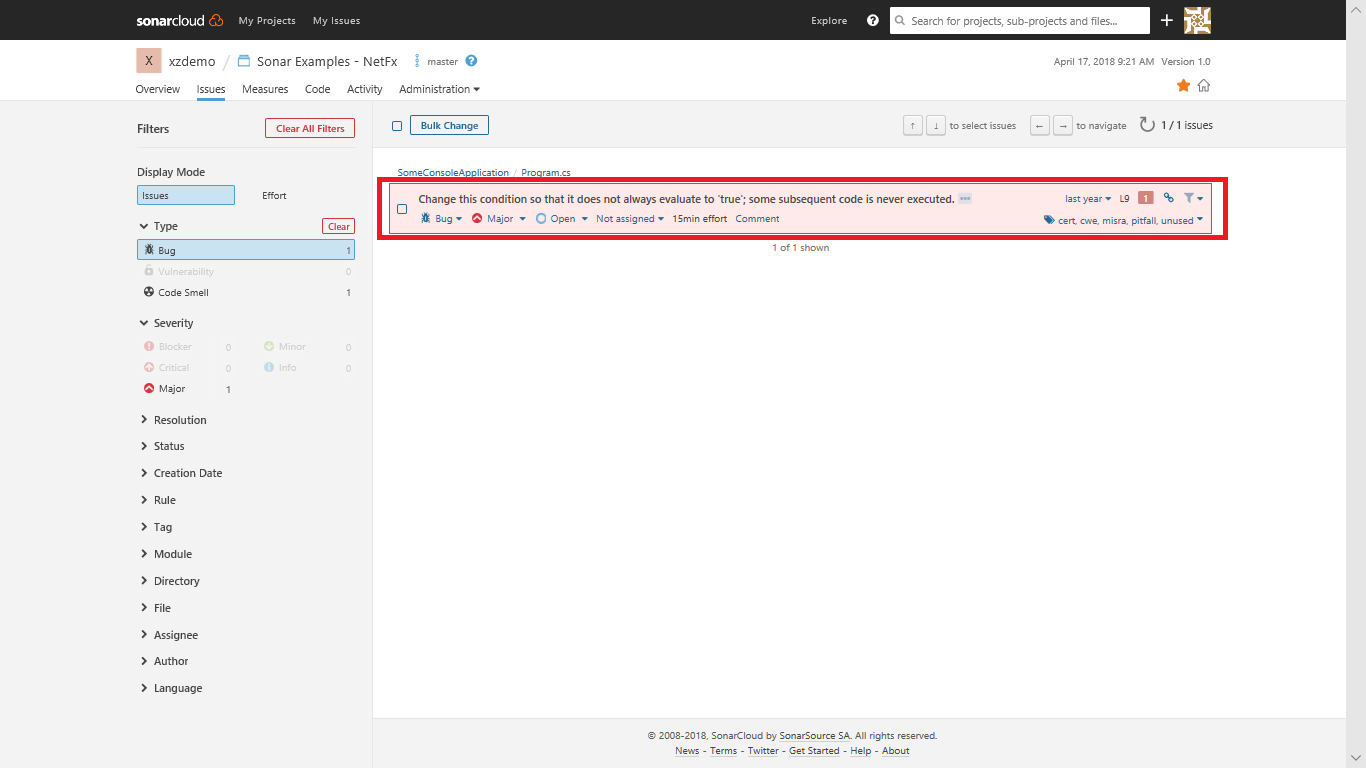 sonarcloud My Projects My Issues Explore Search for projects, sub-projects and files...
X xzdemo / Sonar Examples - NetFx master April 17, 2018 9:21 AM Version 1.0
Overview Issues Measures Code Activity Administration
Filters Clear All Filters
Bulk Change ↑ ↓ to select issues ← → to navigate 1 / 1 issues
Display Mode
Issues Effort
Type Clear
Bug 1
Vulnerability 0
Code Smell 1
Severity
Blocker 0 Minor 0
Critical 0 Info 0
Major 1
Resolution
Status
Creation Date
Rule
Tag
Module
Directory
File
Assignee
Author
Language
SomeConsoleApplication / Program.cs
Change this condition so that it does not always evaluate to 'true'; some subsequent code is never executed. ••• last year L9 1
Bug Major Open Not assigned 15min effort Comment cert, cwe, misra, pitfall, unused
1 of 1 shown
© 2008-2018, SonarCloud by SonarSource SA. All rights reserved.
News - Terms - Twitter - Get Started - Help - About